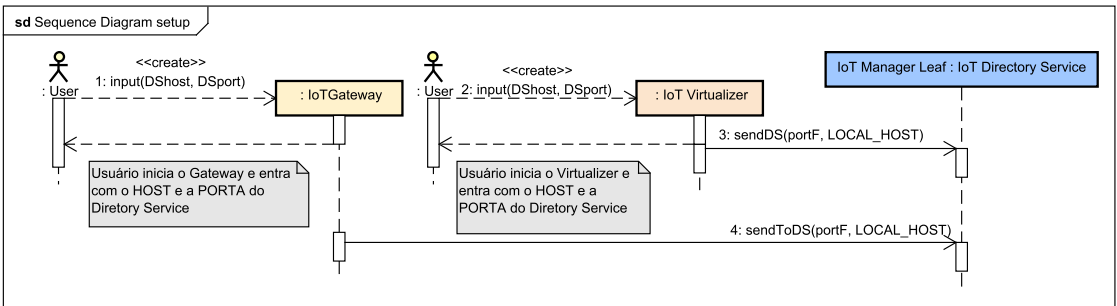 sd Sequence Diagram setup
<<create>>
1: input(DShost, DSport)
: User
: IoTGateway
<<create>>
2: input(DShost, DSport)
: User
: IoT Virtualizer
IoT Manager Leaf : IoT Directory Service
3: sendDS(portF, LOCAL_HOST)
Usuário inicia o Gateway e entra
com o HOST e a PORTA do
Diretory Service
Usuário inicia o Virtualizer e
entra com o HOST e a
PORTA do Diretory Service
4: sendToDS(portF, LOCAL_HOST)